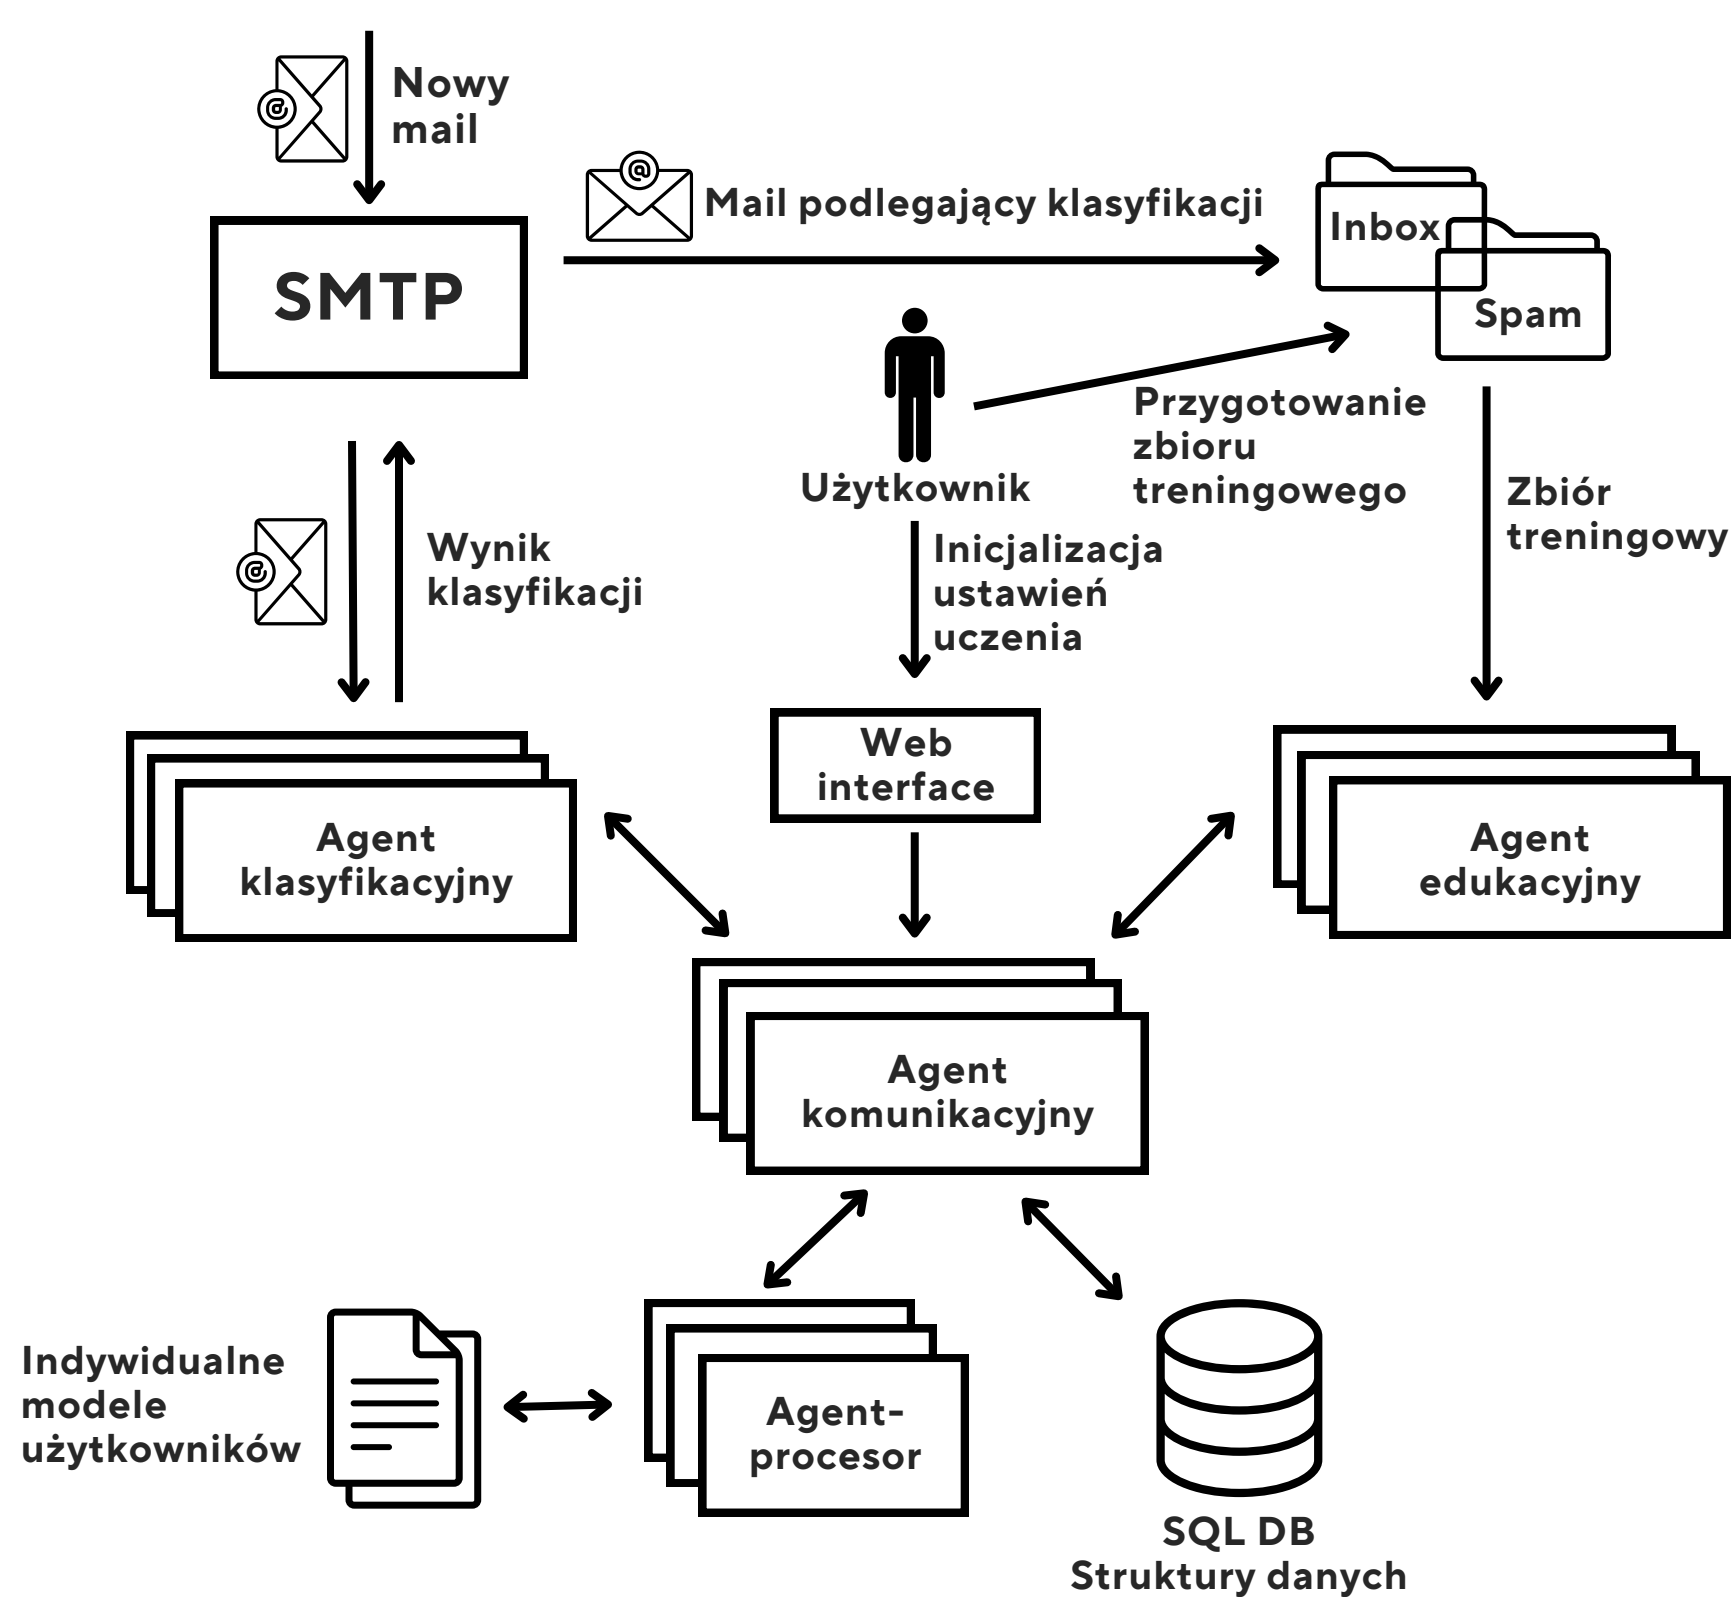 Nowy
mail
Mail podlegający klasyfikacji
Inbox
Spam
SMTP
Przygotowanie
zbioru
treningowego
Użytkownik
Zbiór
treningowy
Wynik
klasyfikacji
Inicjalizacja
ustawień
uczenia
Web
interface
Agent
klasyfikacyjny
Agent
edukacyjny
Agent
komunikacyjny
Indywidualne
modele
użytkowników
Agent-
procesor
SQL DB
Struktury danych